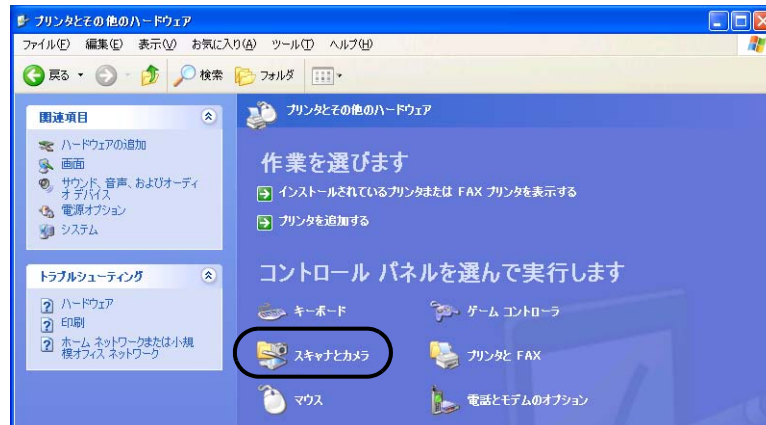 プリンタとその他のハードウェア
ファイル(F) 編集(E) 表示(V) お気に入り(A) ツール(T) ヘルプ(H)
戻る 検索 フォルダ
関連項目
ハードウェアの追加
画面
サウンド、音声、およびオーディ
オ デバイス
電源オプション
システム
トラブルシューティング
ハードウェア
印刷
ホーム ネットワークまたは小規
模オフィス ネットワーク
プリンタとその他のハードウェア
作業を選びます
インストールされているプリンタまたは FAX プリンタを表示する
プリンタを追加する
コントロール パネルを選んで実行します
キーボード ゲーム コントローラ
スキャナとカメラ プリンタと FAX
マウス 電話とモデムのオプション